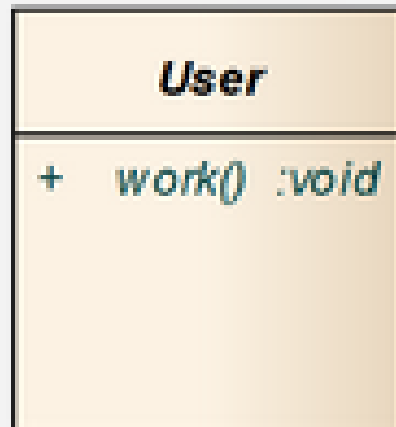 User
+ work() :void